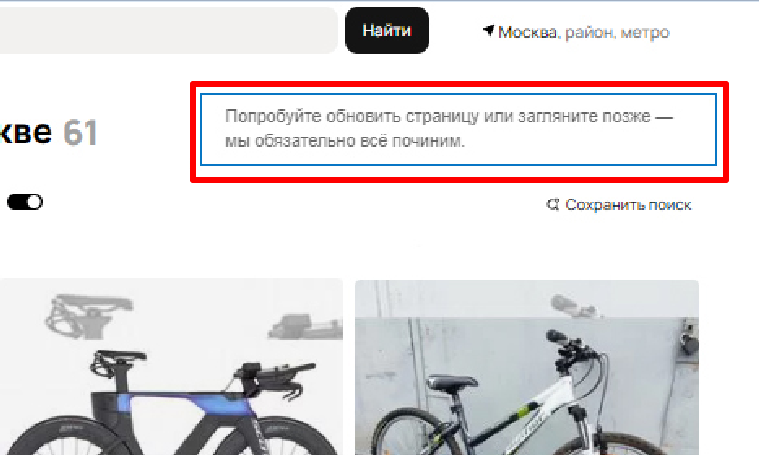 Найти
Москва, район, метро
кве 61
Попробуйте обновить страницу или загляните позже —
мы обязательно всё починим.
Сохранить поиск